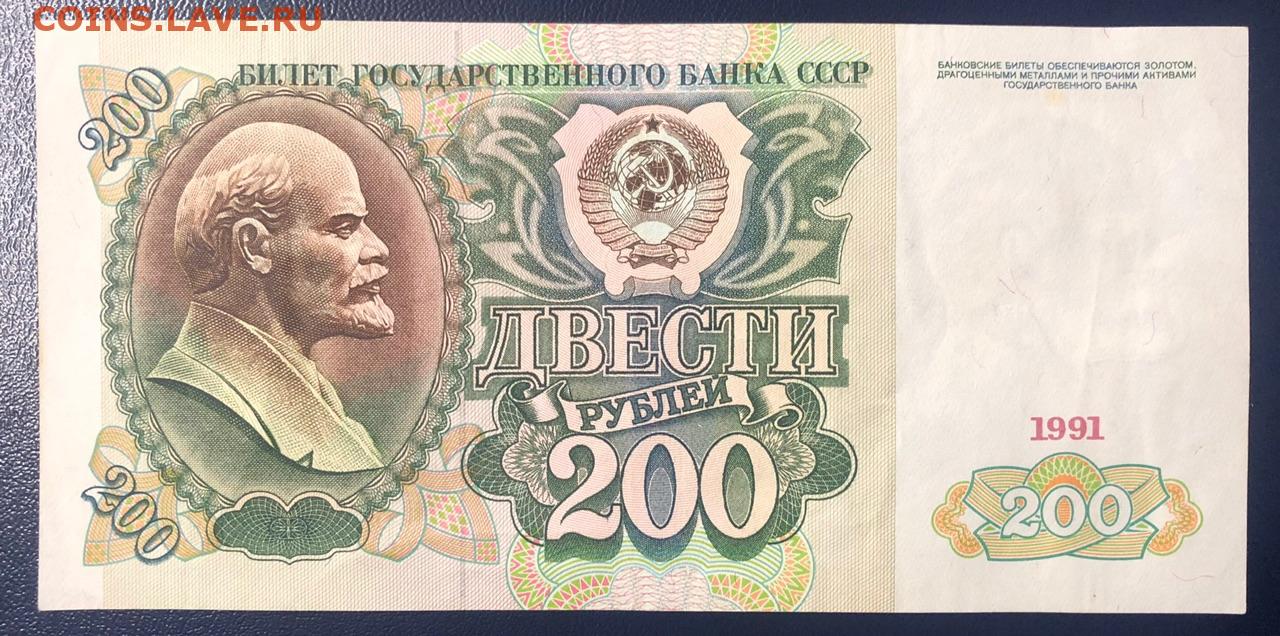 COINS.LAVE.RU
200
БИЛЕТ ГОСУДАРСТВЕННОГО БАНКА СССР
БАНКОВСКИЕ БИЛЕТЫ ОБЕСПЕЧИВАЮТСЯ ЗОЛОТОМ,
ДРАГОЦЕННЫМИ МЕТАЛЛАМИ И ПРОЧИМИ АКТИВАМИ
ГОСУДАРСТВЕННОГО БАНКА
ДВЕСТИ
РУБЛЕЙ
200
1991
200
200